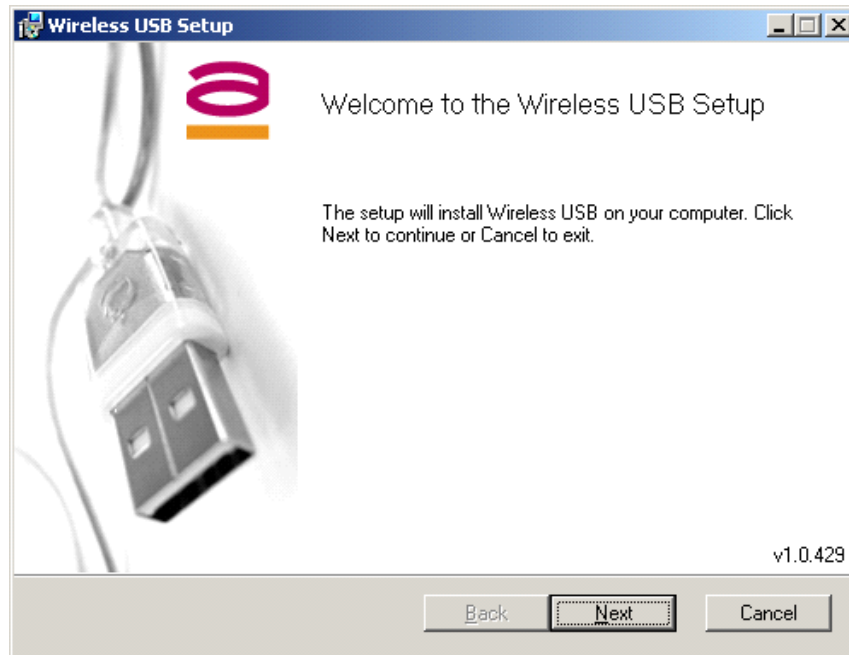 Wireless USB Setup
Welcome to the Wireless USB Setup
The setup will install Wireless USB on your computer. Click
Next to continue or Cancel to exit.
v1.0.429
Back Next Cancel